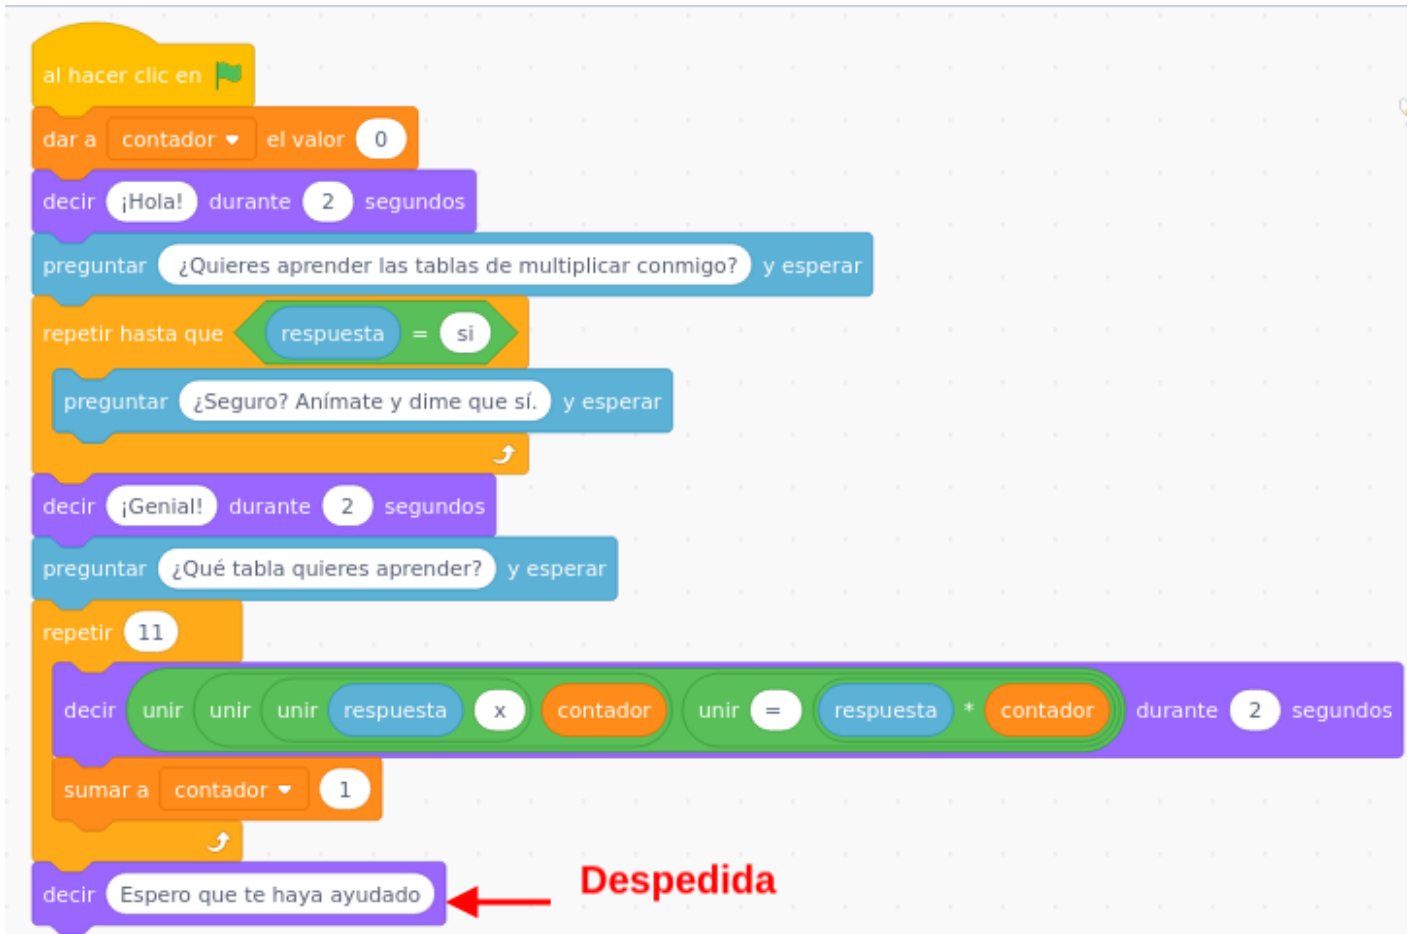 al hacer clic en
dar a contador el valor 0
decir ¡Hola! durante 2 segundos
preguntar ¿Quieres aprender las tablas de multiplicar conmigo? y esperar
repetir hasta que respuesta = si
preguntar ¿Seguro? Anímate y dime que sí. y esperar
decir ¡Genial! durante 2 segundos
preguntar ¿Qué tabla quieres aprender? y esperar
repetir 11
decir unir unir unir respuesta x contador unir = respuesta * contador durante 2 segundos
sumar a contador 1
decir Espero que te haya ayudado
Despedida